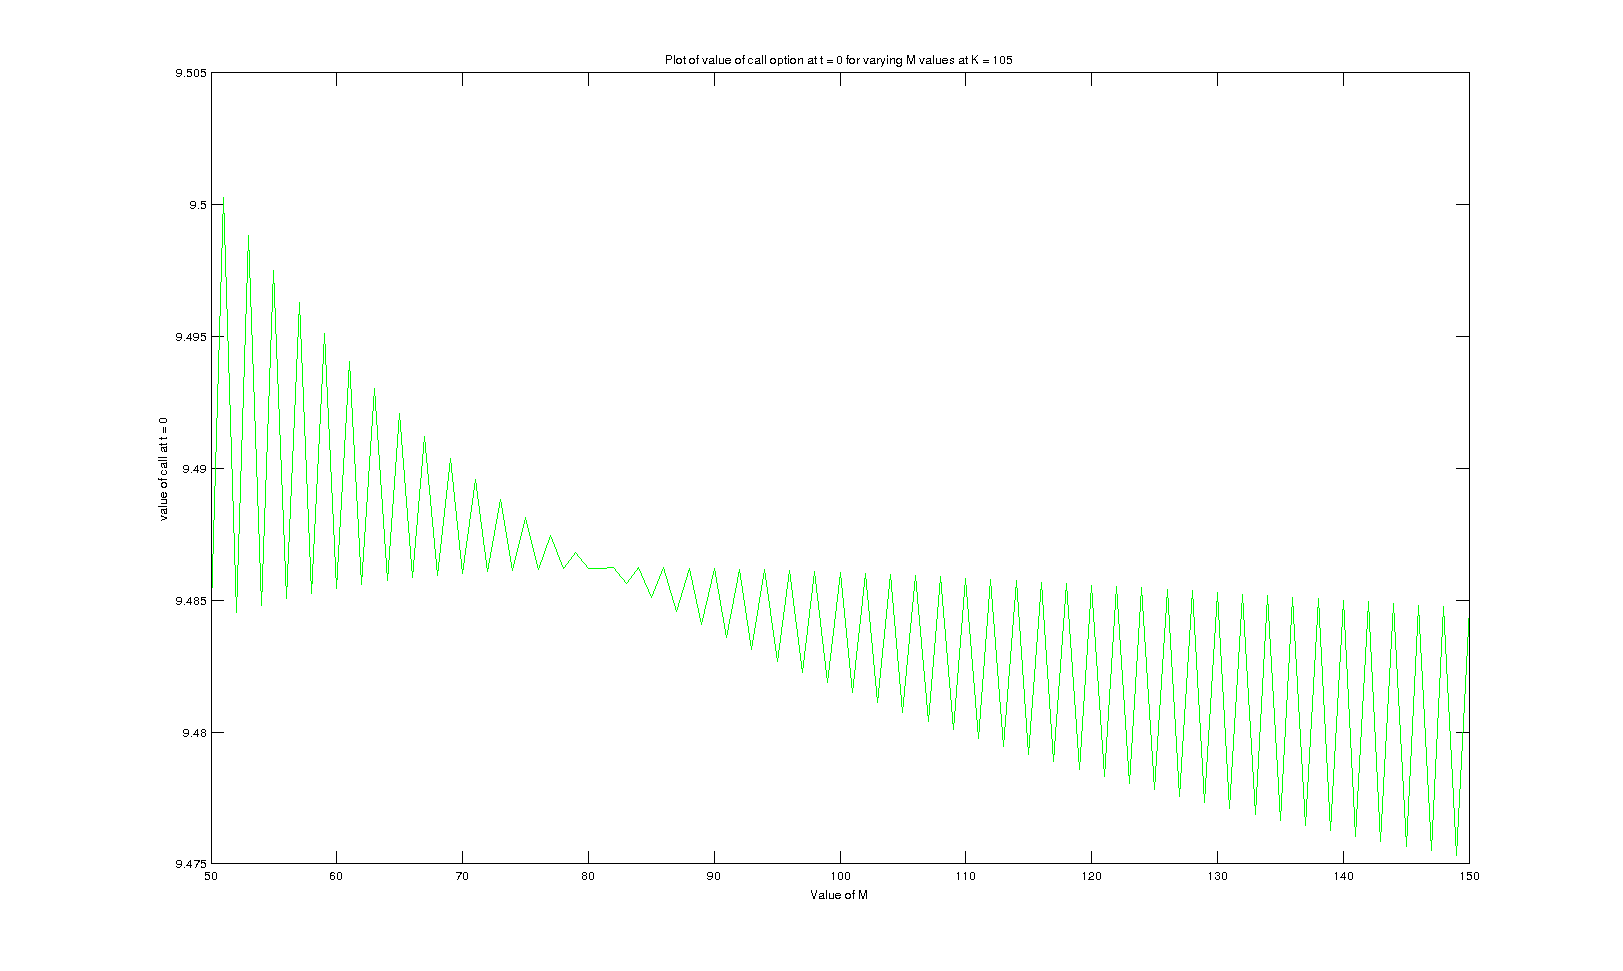 Plot of value of call option at t = 0 for varying M values at K = 105
9.505
9.5
9.495
9.49
9.485
9.48
9.475
value of call at t = 0
50 60 70 80 90 100 110 120 130 140 150
Value of M